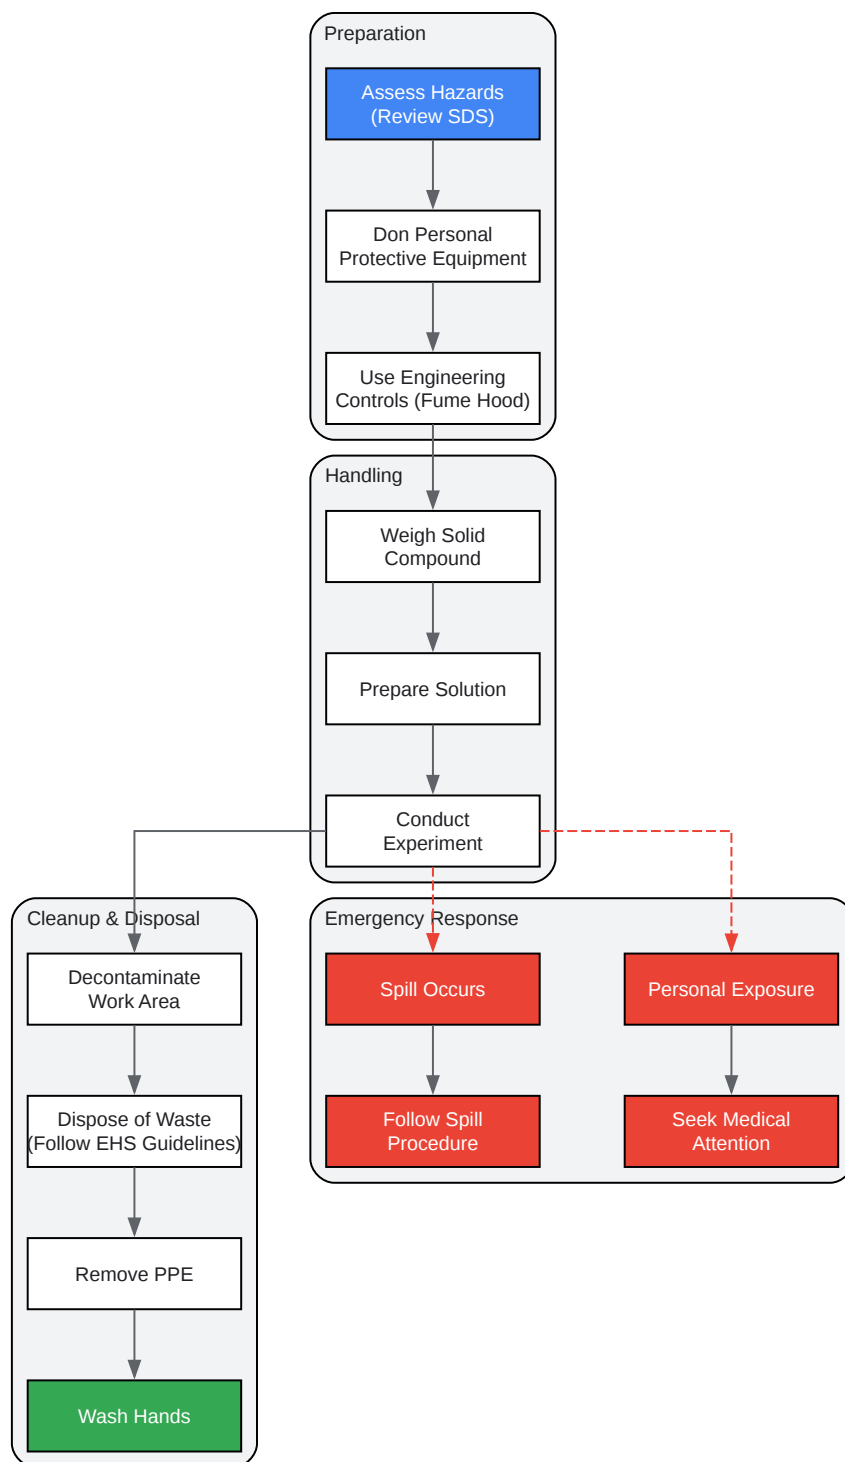 Preparation
Assess Hazards
(Review SDS)
Don Personal
Protective Equipment
Use Engineering
Controls (Fume Hood)
Handling
Weigh Solid
Compound
Prepare Solution
Conduct
Experiment
Cleanup & Disposal
Decontaminate
Work Area
Dispose of Waste
(Follow EHS Guidelines)
Remove PPE
Wash Hands
Emergency Response
Spill Occurs
Follow Spill
Procedure
Personal Exposure
Seek Medical
Attention